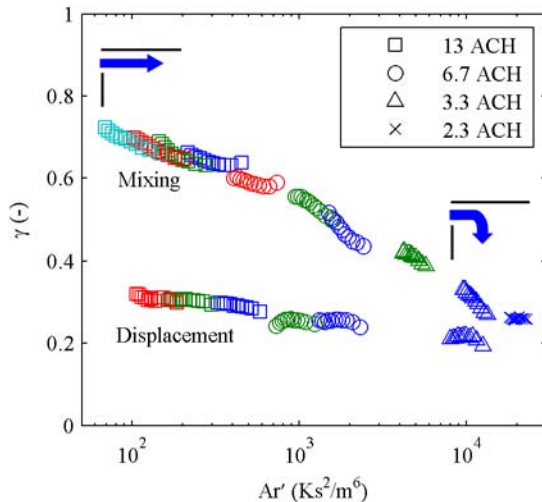 1
0.8
0.6
0.4
0.2
0
γ (-)
13 ACH
6.7 ACH
3.3 ACH
2.3 ACH
Mixing
Displacement
10² 10³ 10⁴
Ar′ (Ks²/m⁶)